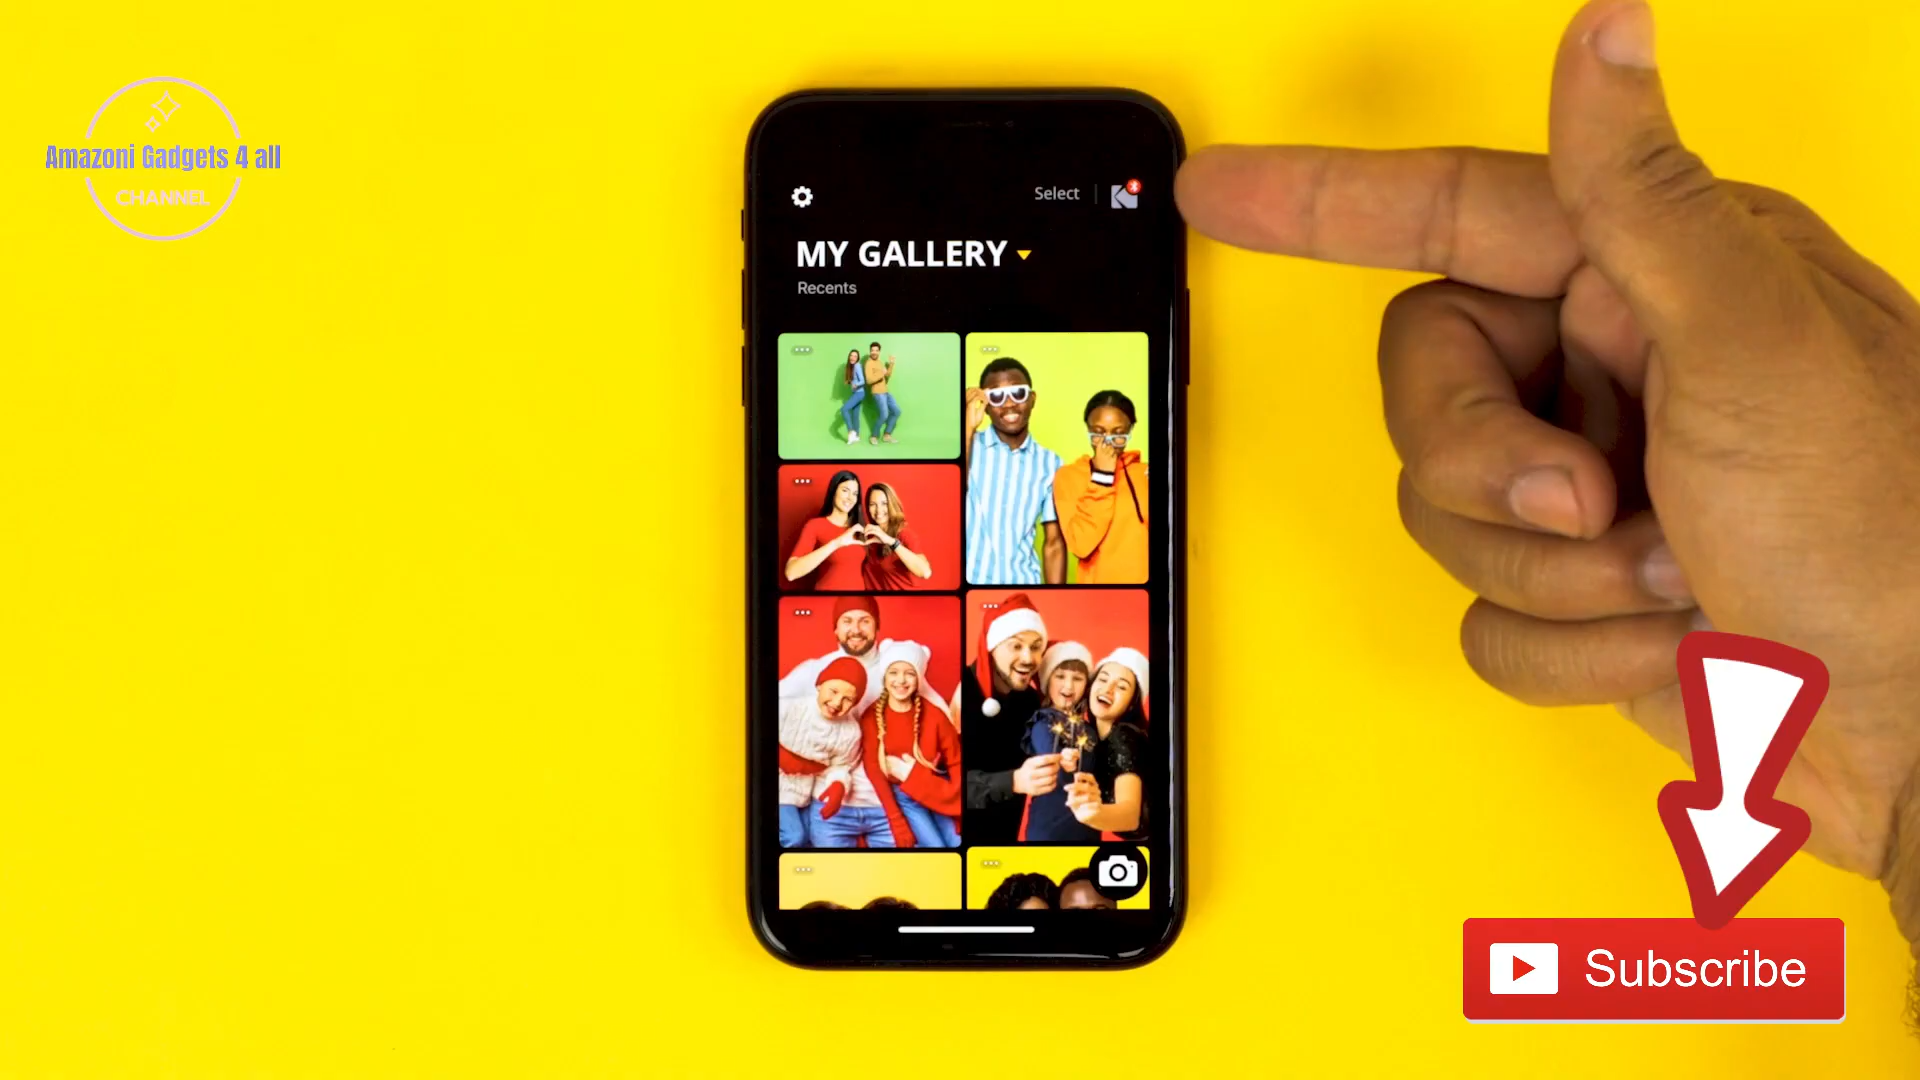 Amazoni Gadgets 4 all
CHANNEL
Select
MY GALLERY
Recents
Subscribe